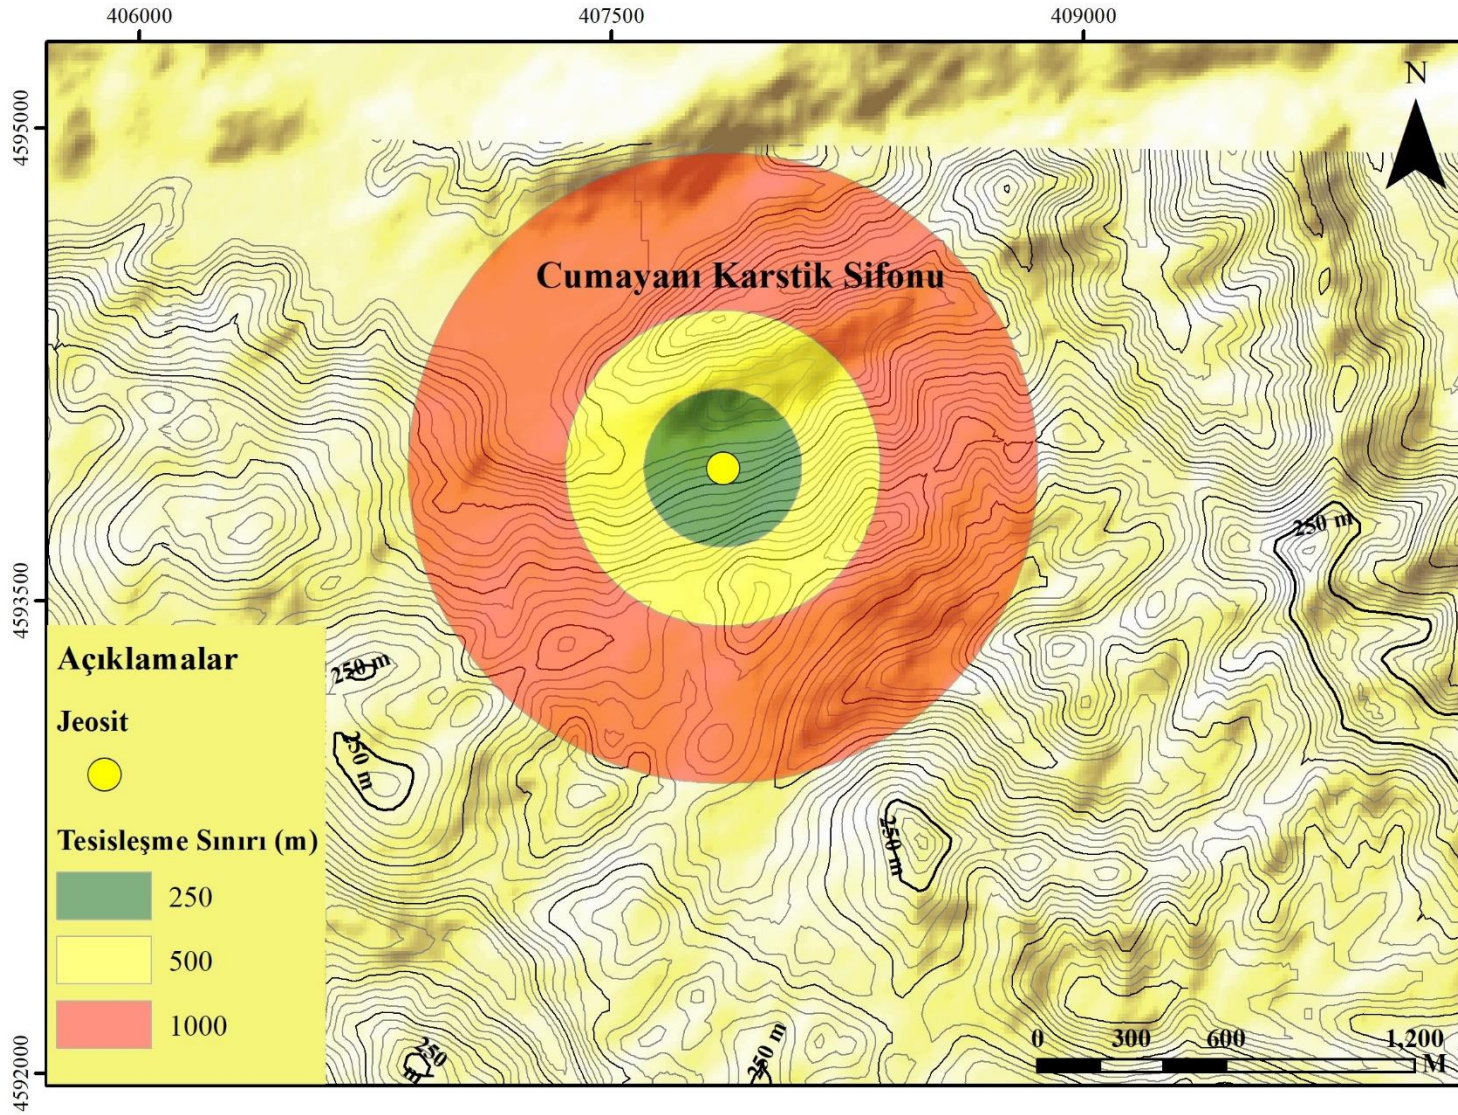 406000 407500 409000
N
4595000
Cumayanı Karstik Sifonu
250 m
4593500
Açıklamalar
250 m
Jeosit
250 m
250 m
Tesisleşme Sınırı (m)
250
500
1000
0 300 600 1,200
M
250 m
250 m
4592000